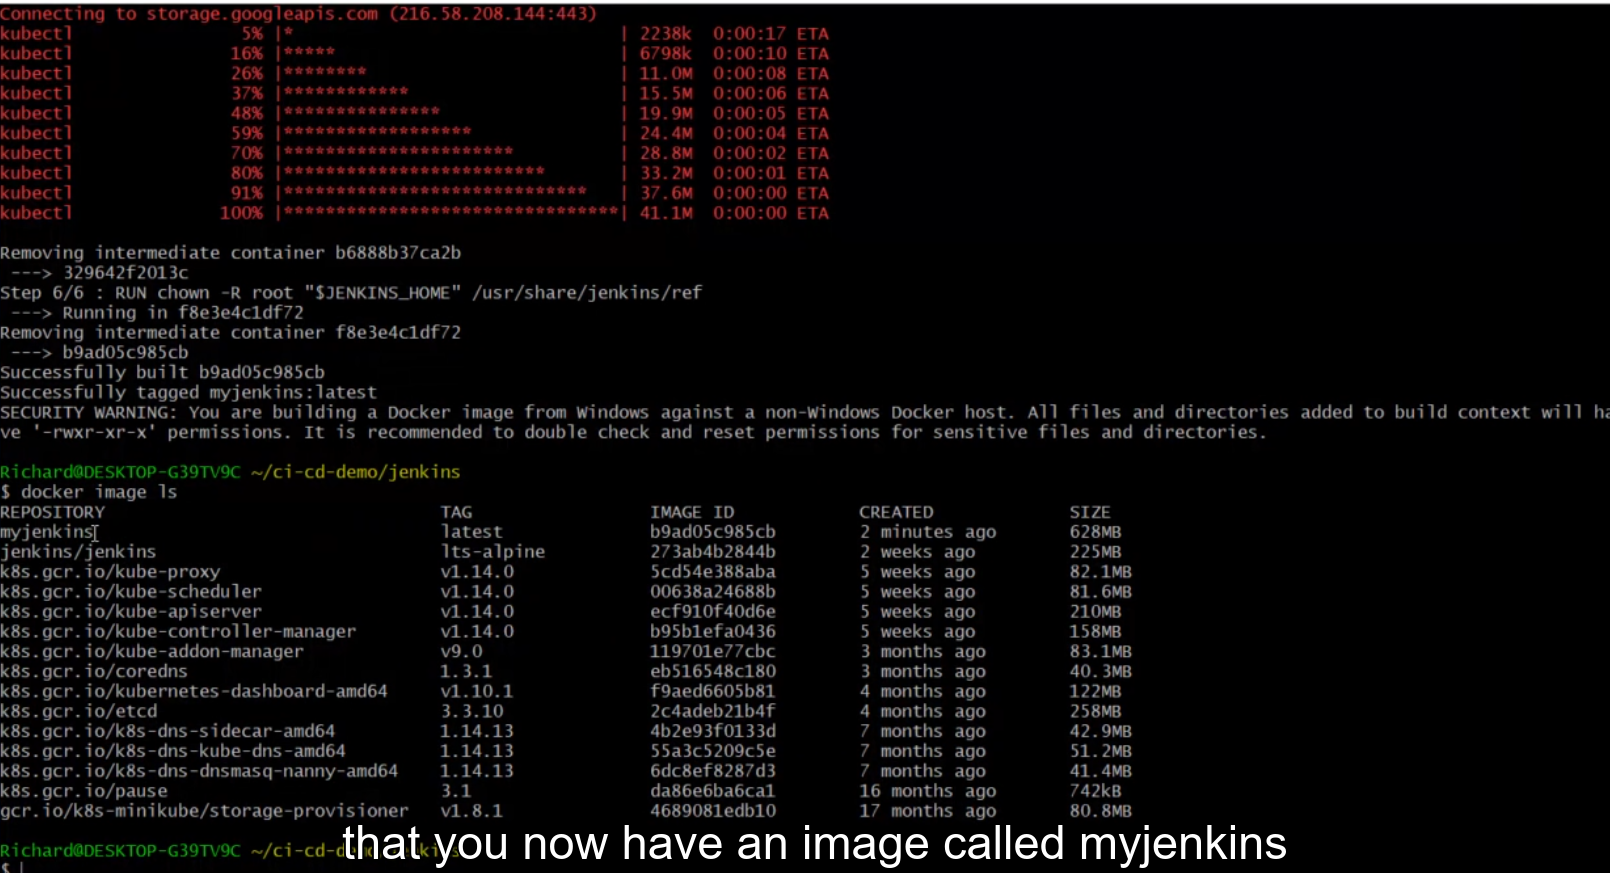 Connecting to storage.googleapis.com (216.58.208.144:443)
kubectl 5% |* | 2238k 0:00:17 ETA
kubectl 16% |***** | 6798k 0:00:10 ETA
kubectl 26% |******** | 11.0M 0:00:08 ETA
kubectl 37% |************ | 15.5M 0:00:06 ETA
kubectl 48% |*************** | 19.9M 0:00:05 ETA
kubectl 59% |****************** | 24.4M 0:00:04 ETA
kubectl 70% |********************** | 28.8M 0:00:02 ETA
kubectl 80% |************************* | 33.2M 0:00:01 ETA
kubectl 91% |***************************** | 37.6M 0:00:00 ETA
kubectl 100% |********************************| 41.1M 0:00:00 ETA
Removing intermediate container b6888b37ca2b
---> 329642f2013c
Step 6/6 : RUN chown -R root "$JENKINS_HOME" /usr/share/jenkins/ref
---> Running in f8e3e4c1df72
Removing intermediate container f8e3e4c1df72
---> b9ad05c985cb
Successfully built b9ad05c985cb
Successfully tagged myjenkins:latest
SECURITY WARNING: You are building a Docker image from Windows against a non-Windows Docker host. All files and directories added to build context will ha
ve '-rwxr-xr-x' permissions. It is recommended to double check and reset permissions for sensitive files and directories.
Richard@DESKTOP-G39TV9C ~/ci-cd-demo/jenkins
$ docker image ls
REPOSITORY TAG IMAGE ID CREATED SIZE
myjenkins latest b9ad05c985cb 2 minutes ago 628MB
jenkins/jenkins lts-alpine 273ab4b2844b 2 weeks ago 225MB
k8s.gcr.io/kube-proxy v1.14.0 5cd54e388aba 5 weeks ago 82.1MB
k8s.gcr.io/kube-scheduler v1.14.0 00638a24688b 5 weeks ago 81.6MB
k8s.gcr.io/kube-apiserver v1.14.0 ecf910f40d6e 5 weeks ago 210MB
k8s.gcr.io/kube-controller-manager v1.14.0 b95b1efa0436 5 weeks ago 158MB
k8s.gcr.io/kube-addon-manager v9.0 119701e77cbc 3 months ago 83.1MB
k8s.gcr.io/coredns 1.3.1 eb516548c180 3 months ago 40.3MB
k8s.gcr.io/kubernetes-dashboard-amd64 v1.10.1 f9aed6605b81 4 months ago 122MB
k8s.gcr.io/etcd 3.3.10 2c4adeb21b4f 4 months ago 258MB
k8s.gcr.io/k8s-dns-sidecar-amd64 1.14.13 4b2e93f0133d 7 months ago 42.9MB
k8s.gcr.io/k8s-dns-kube-dns-amd64 1.14.13 55a3c5209c5e 7 months ago 51.2MB
k8s.gcr.io/k8s-dns-dnsmasq-nanny-amd64 1.14.13 6dc8ef8287d3 7 months ago 41.4MB
k8s.gcr.io/pause 3.1 da86e6ba6ca1 16 months ago 742kB
gcr.io/k8s-minikube/storage-provisioner v1.8.1 4689081edb10 17 months ago 80.8MB
Richard@DESKTOP-G39TV9C ~/ci-cd
that you now have an image called myjenkins
$